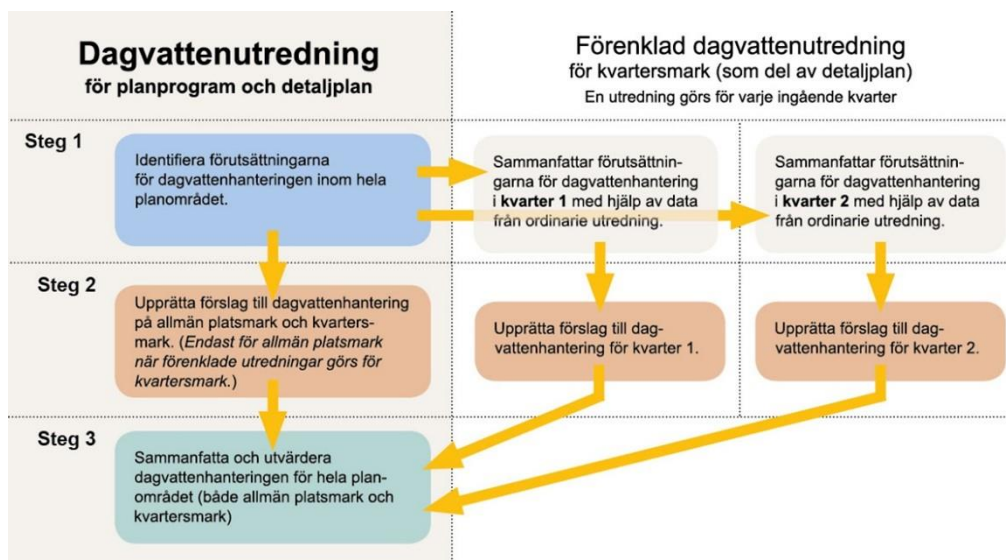 Dagvattenutredning
för planprogram och detaljplan
Förenklad dagvattenutredning
för kvartersmark (som del av detaljplan)
En utredning görs för varje ingående kvarter
Steg 1
Identifiera förutsättningarna
för dagvattenhanteringen inom hela
planområdet.
Sammanfattar förutsättnin-
garna för dagvattenhantering
i kvarter 1 med hjälp av data
från ordinarie utredning.
Sammanfattar förutsättnin-
garna för dagvattenhantering
i kvarter 2 med hjälp av data
från ordinarie utredning.
Steg 2
Upprätta förslag till dagvattenhantering
på allmän platsmark och kvarters-
mark. (Endast för allmän platsmark
när förenklade utredningar görs för
kvartersmark.)
Upprätta förslag till dag-
vattenhantering för kvarter 1.
Upprätta förslag till dag-
vattenhantering för kvarter 2.
Steg 3
Sammanfatta och utvärdera
dagvattenhanteringen för hela plan-
området (både allmän platsmark och
kvartersmark)